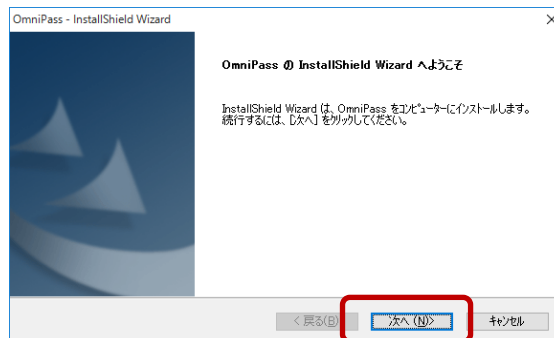 OmniPass - InstallShield Wizard
OmniPass の InstallShield Wizard へようこそ
InstallShield Wizard は、OmniPass をコンピューターにインストールします。
続行するには、[次へ] をクリックしてください。
< 戻る(B)
次へ (N)>
キャンセル